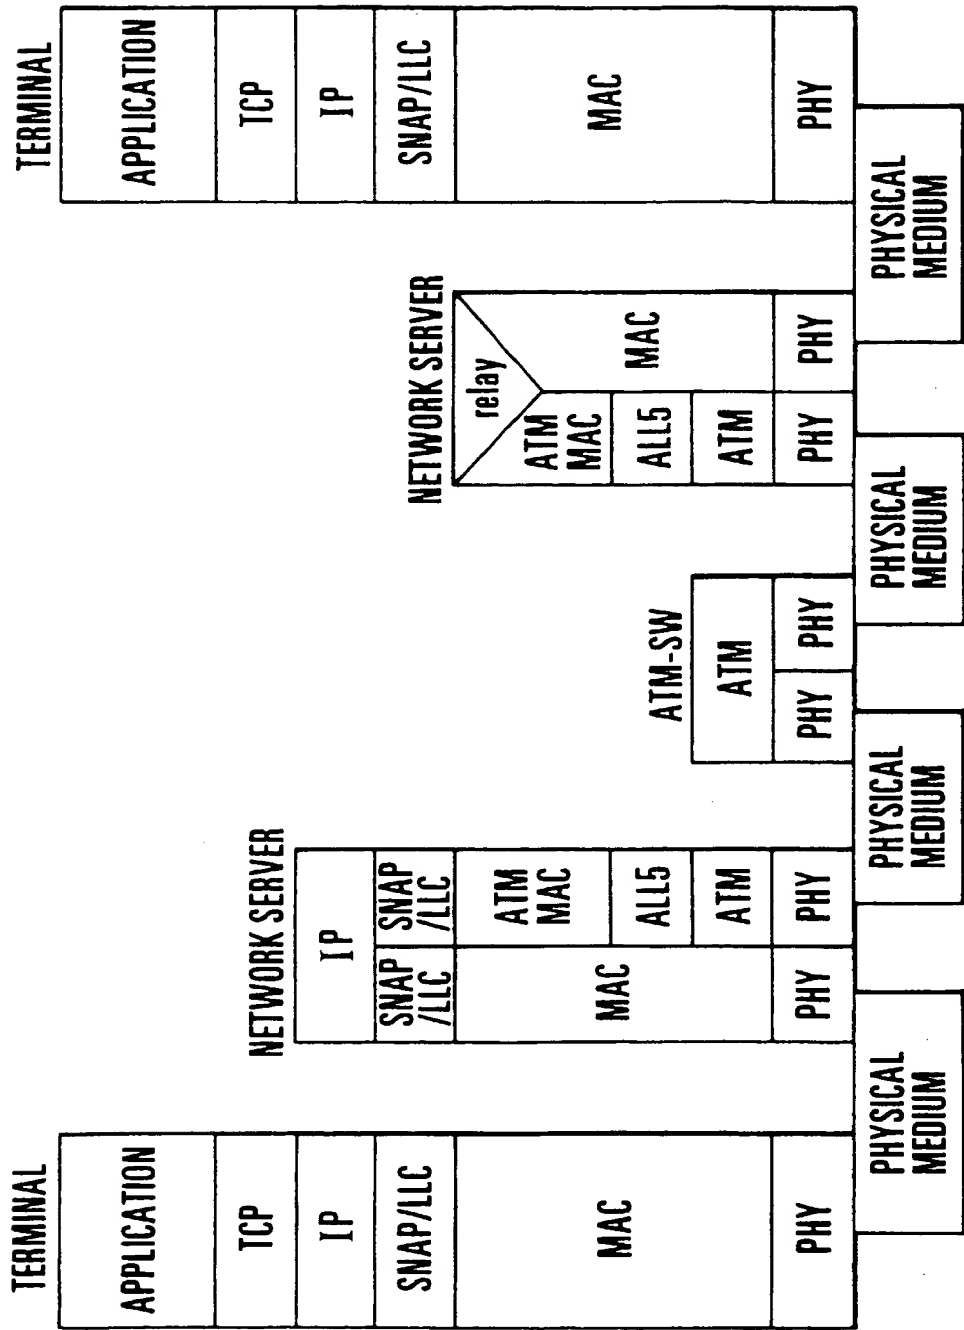 TERMINAL
APPLICATION
TCP
IP
SNAP/LLC
MAC
PHY
PHYSICAL
MEDIUM
NETWORK SERVER
IP
SNAP
/LLC
SNAP
/LLC
MAC
ATM
MAC
ALL5
ATM
PHY
PHY
PHYSICAL
MEDIUM
ATM-SW
ATM
PHY
PHY
PHYSICAL
MEDIUM
NETWORK SERVER
relay
ATM
MAC
ALL5
ATM
MAC
PHY
PHY
PHYSICAL
MEDIUM
TERMINAL
APPLICATION
TCP
IP
SNAP/LLC
MAC
PHY